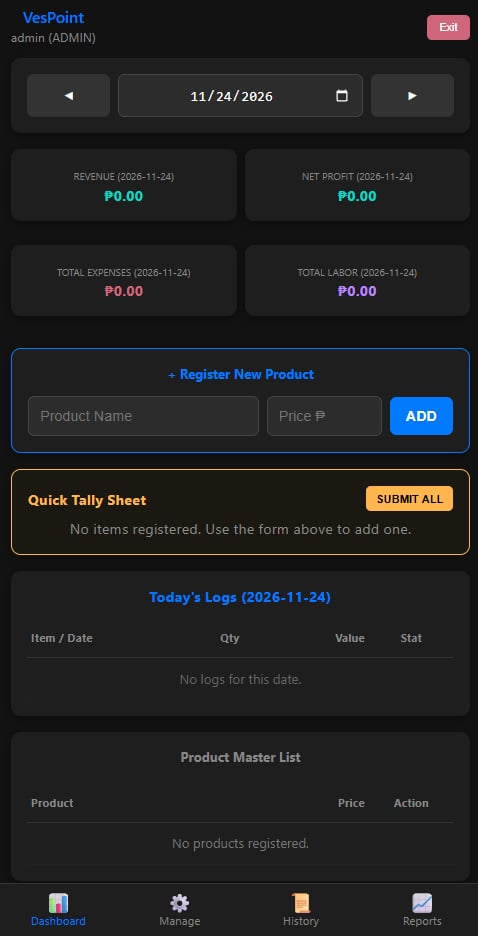 VesPoint
admin (ADMIN)
Exit
◄ 11/24/2026 ►
REVENUE (2026-11-24)
₱0.00
NET PROFIT (2026-11-24)
₱0.00
TOTAL EXPENSES (2026-11-24)
₱0.00
TOTAL LABOR (2026-11-24)
₱0.00
+ Register New Product
Product Name Price ₱ ADD
Quick Tally Sheet SUBMIT ALL
No items registered. Use the form above to add one.
Today's Logs (2026-11-24)
Item / Date Qty Value Stat
No logs for this date.
Product Master List
Product Price Action
No products registered.
Dashboard Manage History Reports